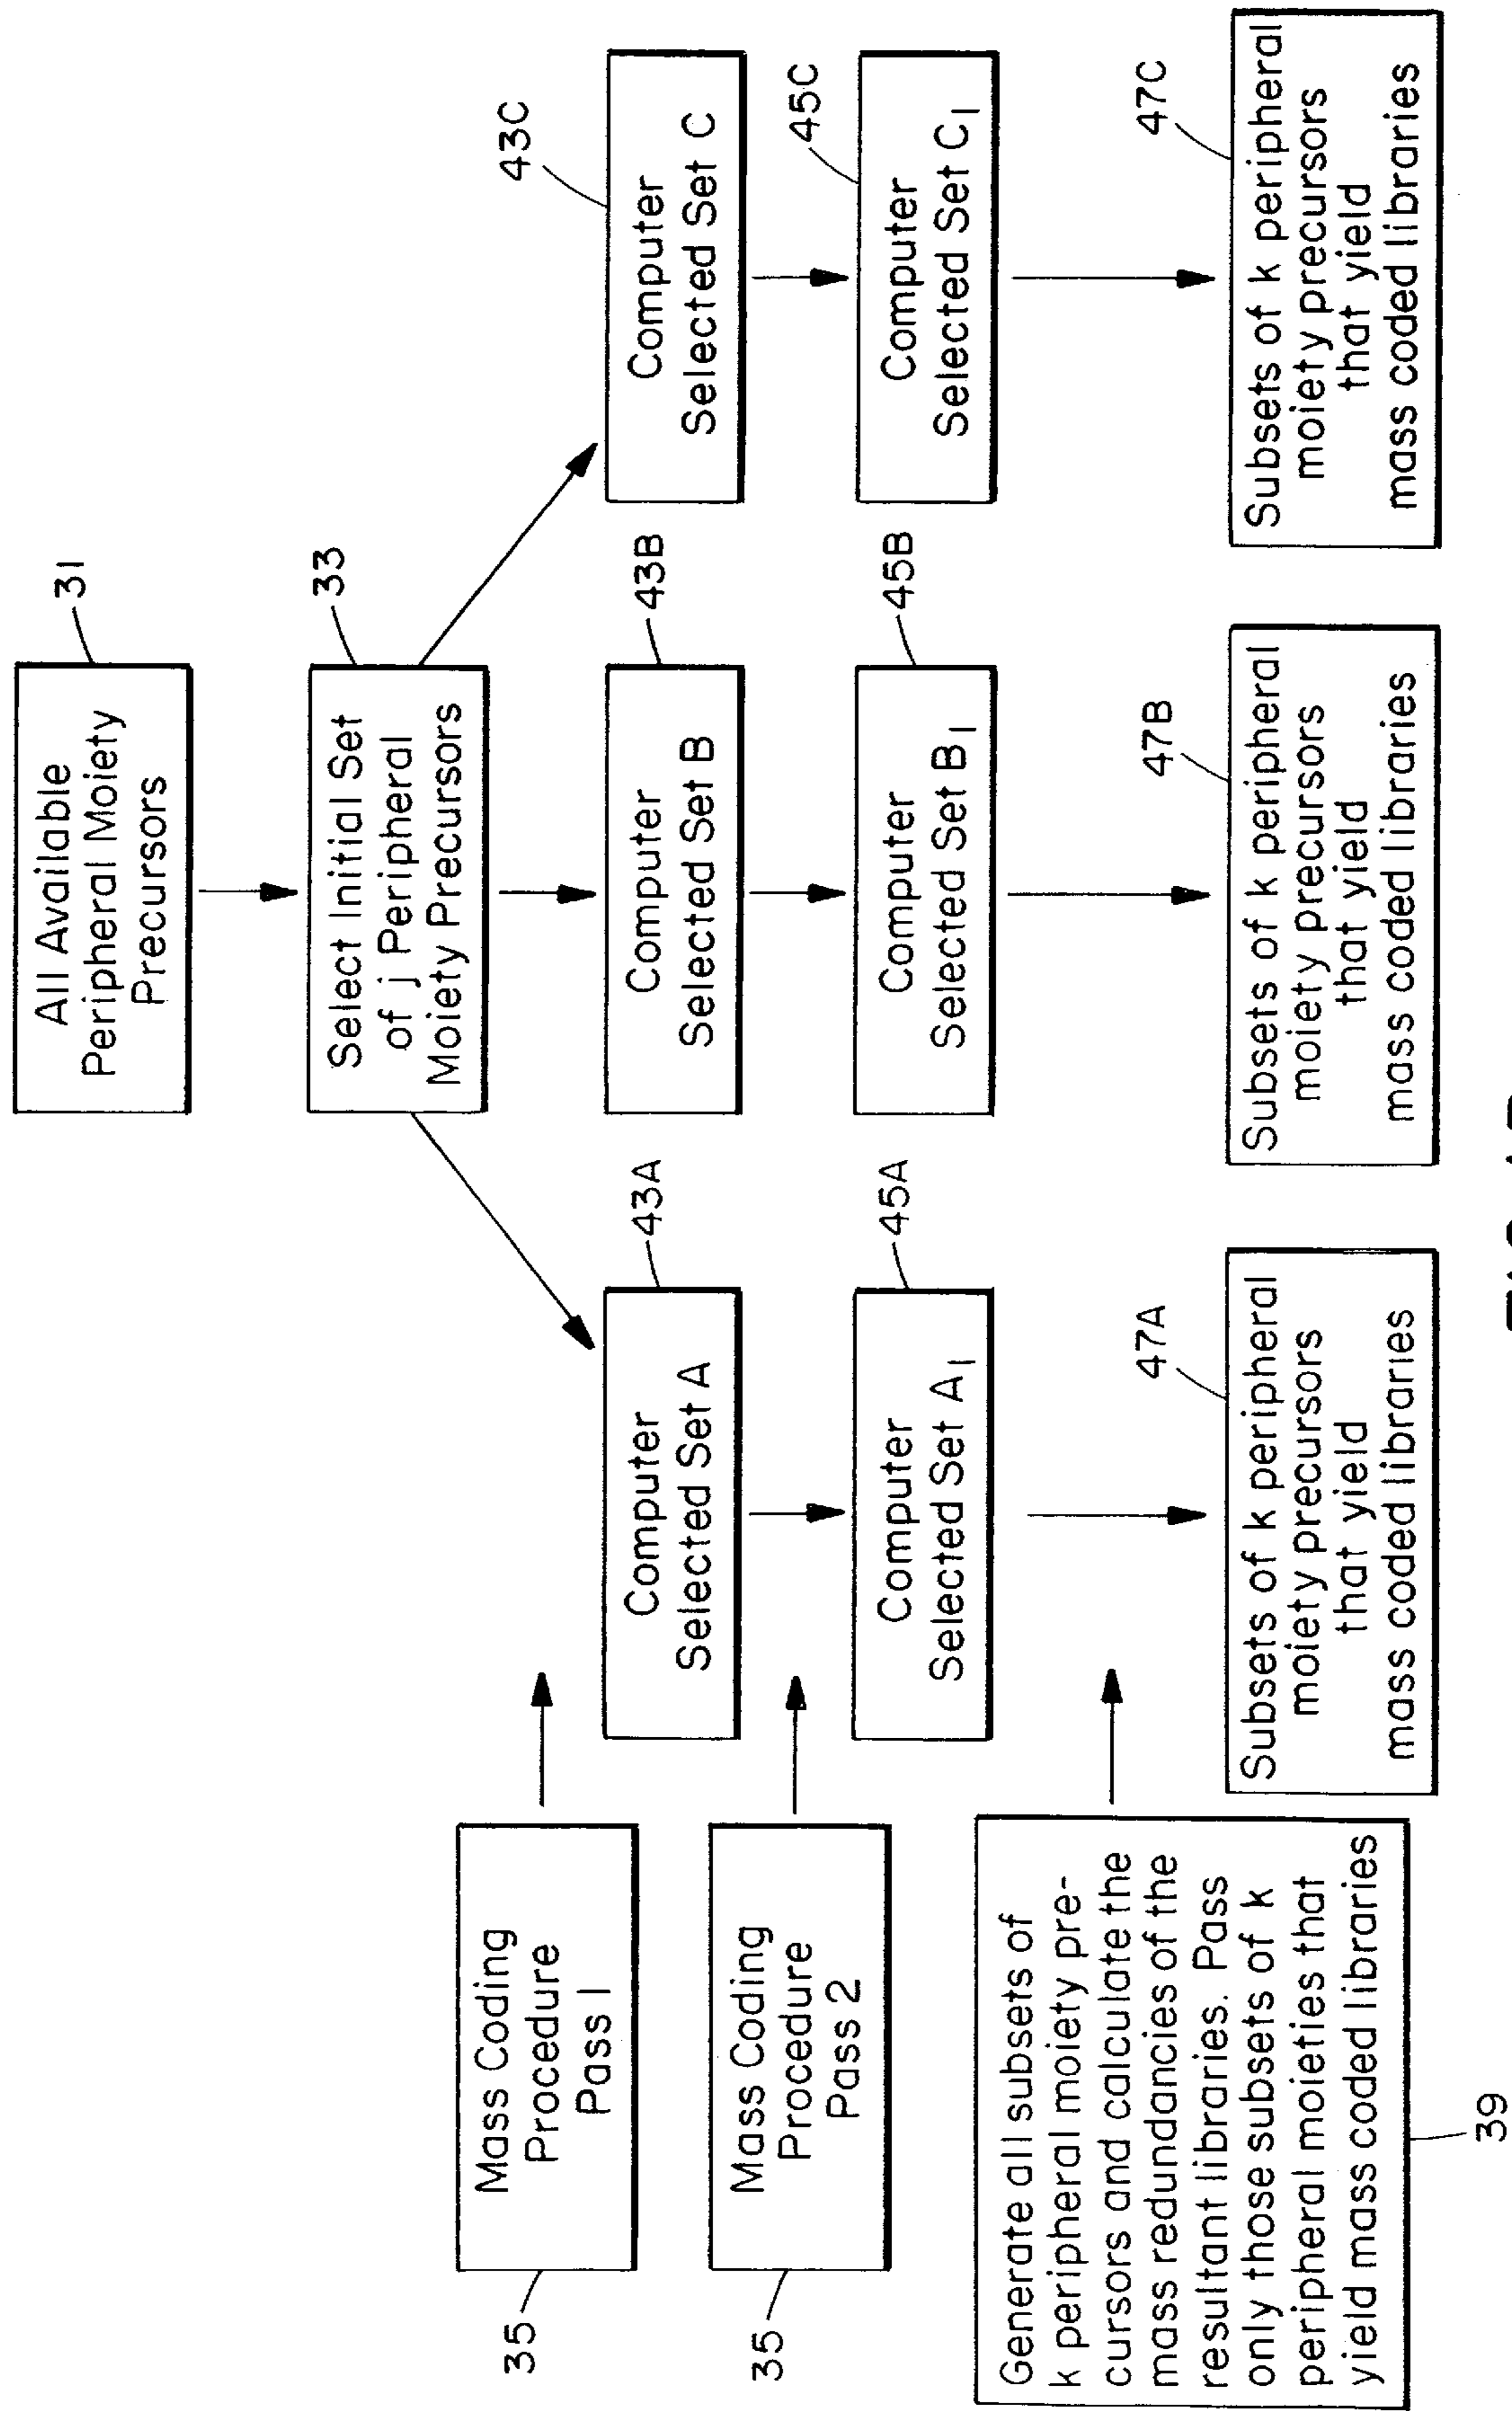 31
All Available
Peripheral Moiety
Precursors
33
Select Initial Set
of j Peripheral
Moiety Precursors
35
Mass Coding
Procedure
Pass 1
43A
Computer
Selected Set A
43B
Computer
Selected Set B
43C
Computer
Selected Set C
35
Mass Coding
Procedure
Pass 2
45A
Computer
Selected Set A1
45B
Computer
Selected Set B1
45C
Computer
Selected Set C1
Generate all subsets of
k peripheral moiety pre-
cursors and calculate the
mass redundancies of the
resultant libraries. Pass
only those subsets of k
peripheral moieties that
yield mass coded libraries
39
47A
Subsets of k peripheral
moiety precursors
that yield
mass coded libraries
47B
Subsets of k peripheral
moiety precursors
that yield
mass coded libraries
47C
Subsets of k peripheral
moiety precursors
that yield
mass coded libraries